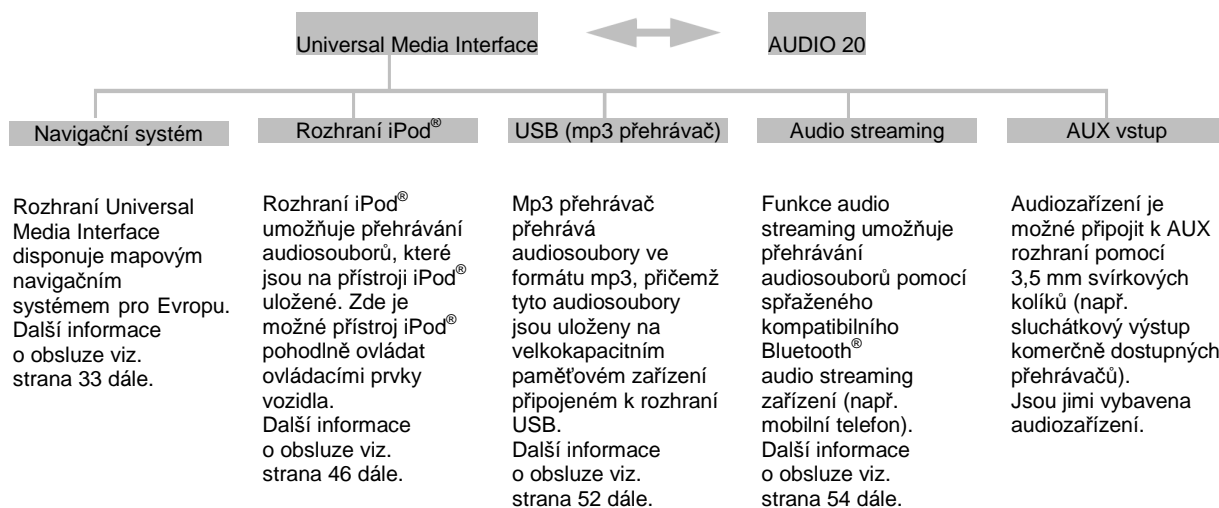 Universal Media Interface
AUDIO 20
Navigační systém
Rozhraní iPod®
USB (mp3 přehrávač)
Audio streaming
AUX vstup
Rozhraní Universal
Media Interface
disponuje mapovým
navigačním
systémem pro Evropu.
Další informace
o obsluze viz.
strana 33 dále.
Rozhraní iPod®
umožňuje přehrávání
audiosouborů, které
jsou na přístroji iPod®
uložené. Zde je
možné přístroj iPod®
pohodlně ovládat
ovládacími prvky
vozidla.
Další informace
o obsluze viz.
strana 46 dále.
Mp3 přehrávač
přehrává
audiosoubory ve
formátu mp3, přičemž
tyto audiosoubory
jsou uloženy na
velkokapacitním
paměťovém zařízení
připojeném k rozhraní
USB.
Další informace
o obsluze viz.
strana 52 dále.
Funkce audio
streaming umožňuje
přehrávání
audiosouborů pomocí
spřaženého
kompatibilního
Bluetooth®
audio streaming
zařízení (např.
mobilní telefon).
Další informace
o obsluze viz.
strana 54 dále.
Audiozařízení je
možné připojit k AUX
rozhraní pomocí
3,5 mm svírkových
kolíků (např.
sluchátkový výstup
komerčně dostupných
přehrávačů).
Jsou jimi vybavena
audiozařízení.